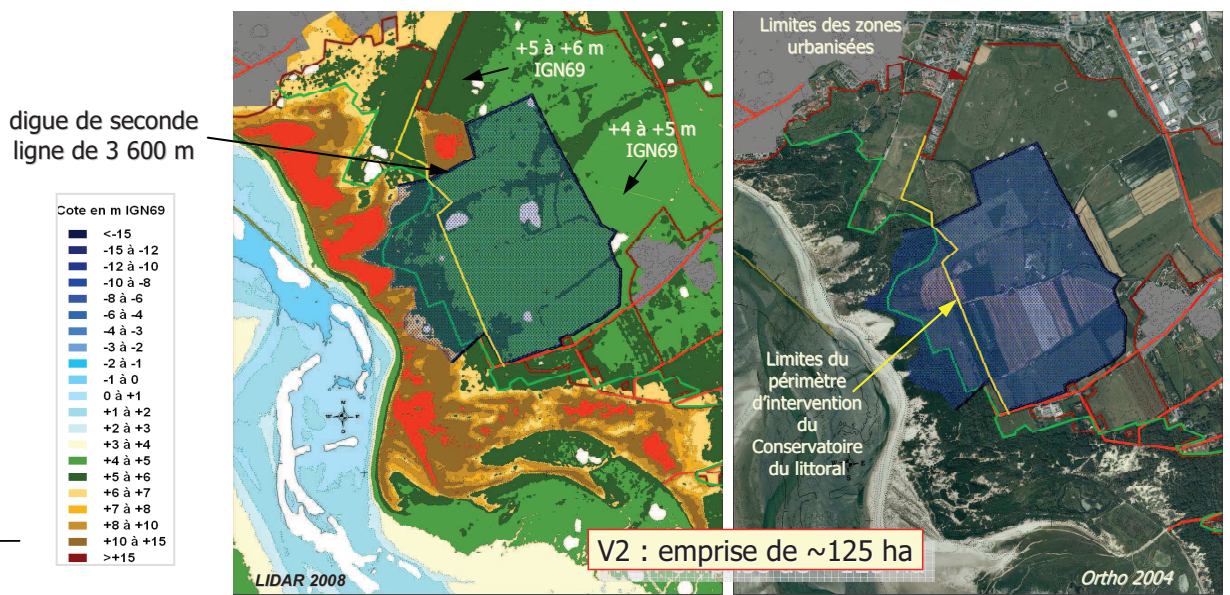 digue de seconde
ligne de 3 600 m
Cote en m IGN69
<-15
-15 à -12
-12 à -10
-10 à -8
-8 à -6
-6 à -4
-4 à -3
-3 à -2
-2 à -1
-1 à 0
0 à +1
+1 à +2
+2 à +3
+3 à +4
+4 à +5
+5 à +6
+6 à +7
+7 à +8
+8 à +10
+10 à +15
>+15
+5 à +6 m
IGN69
+4 à +5 m
IGN69
LIDAR 2008
Limites des zones
urbanisées
Limites du
périmètre
d'intervention
du
Conservatoire
du littoral
V2 : emprise de ~125 ha
Ortho 2004